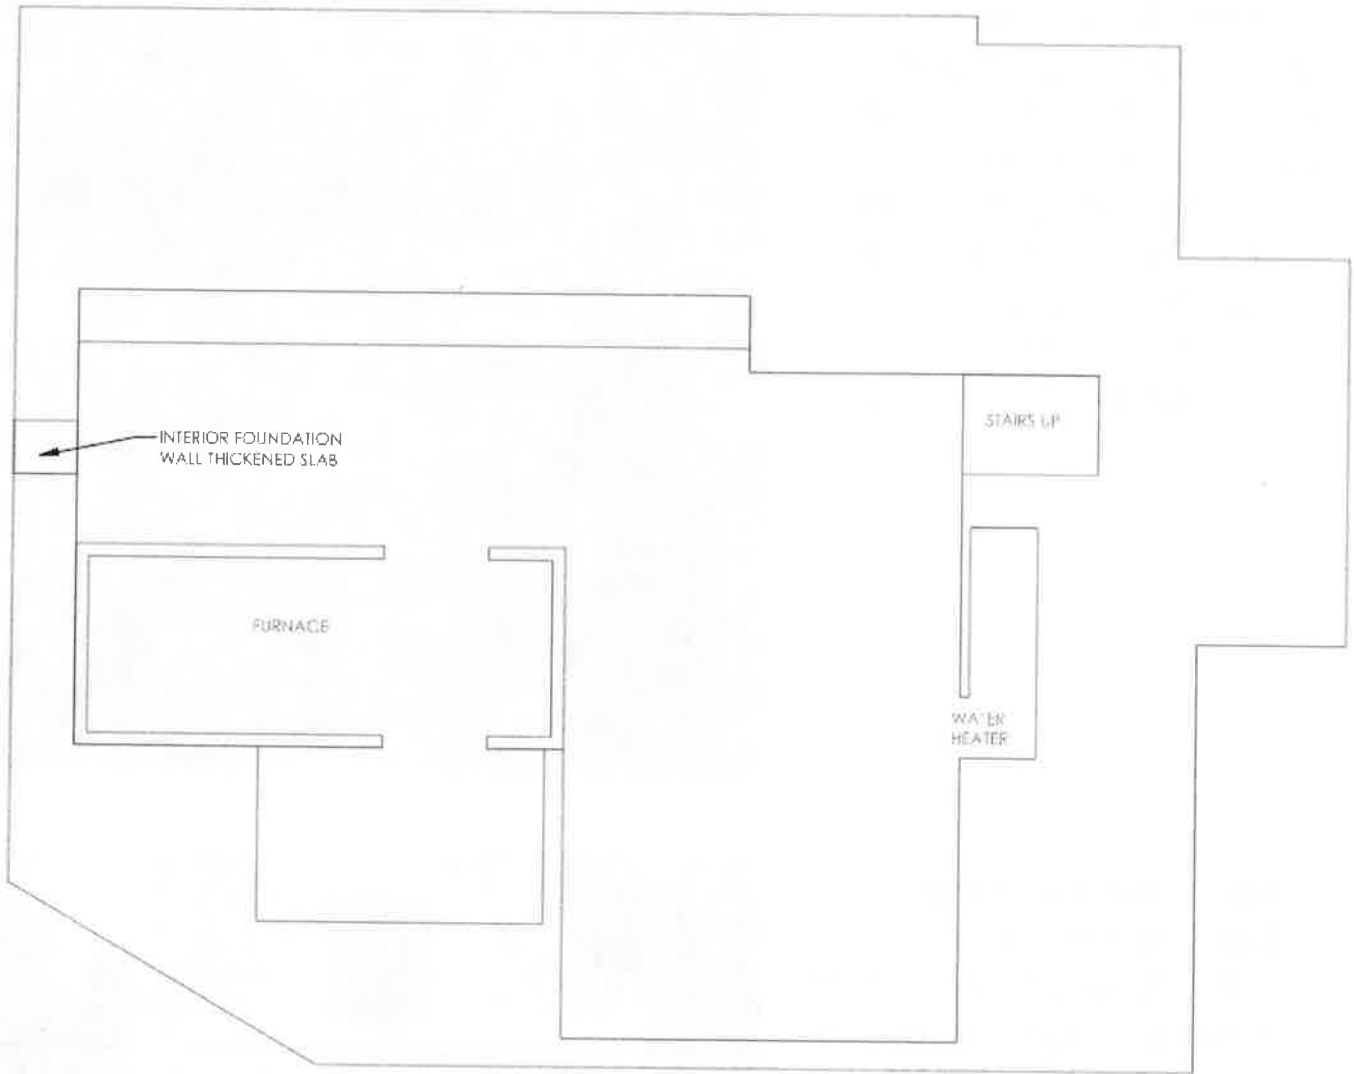 STAIRS UP
INTERIOR FOUNDATION
WALL THICKENED SLAB
FURNACE
WATER
HEATER